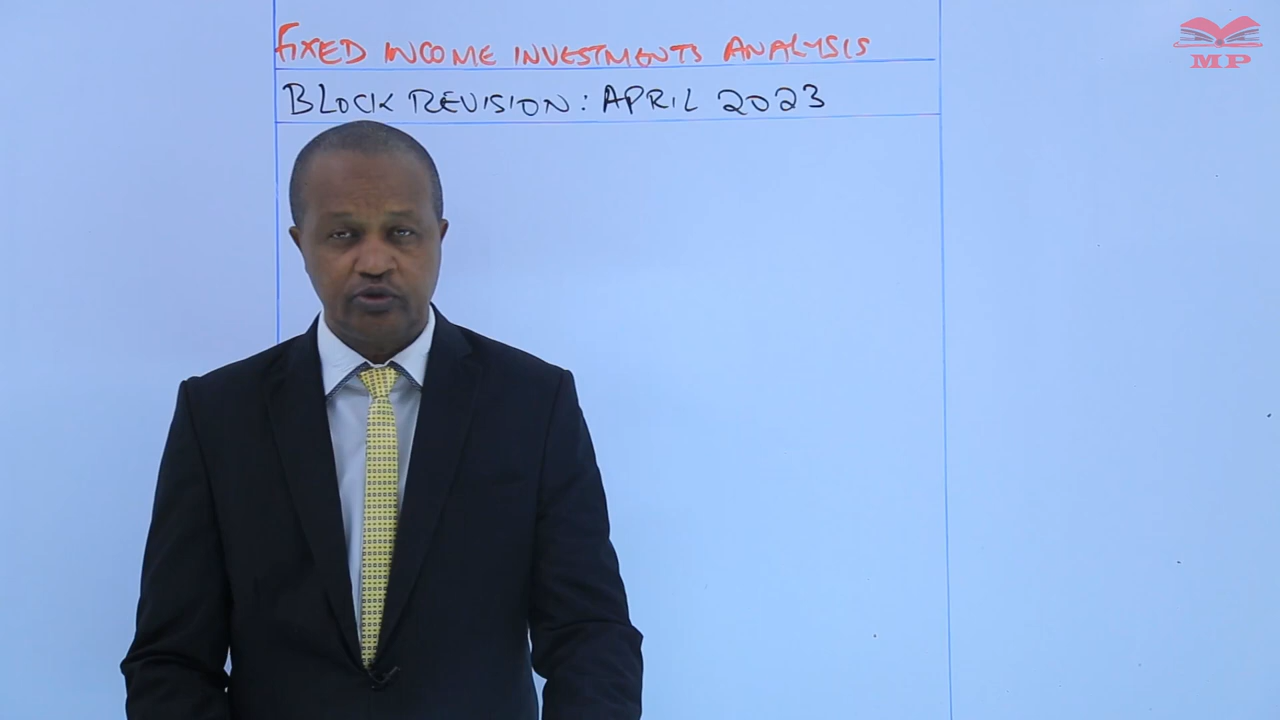 FIXED INCOME INVESTMENTS ANALYSIS
BLOCK REVISION: APRIL 2023
MP